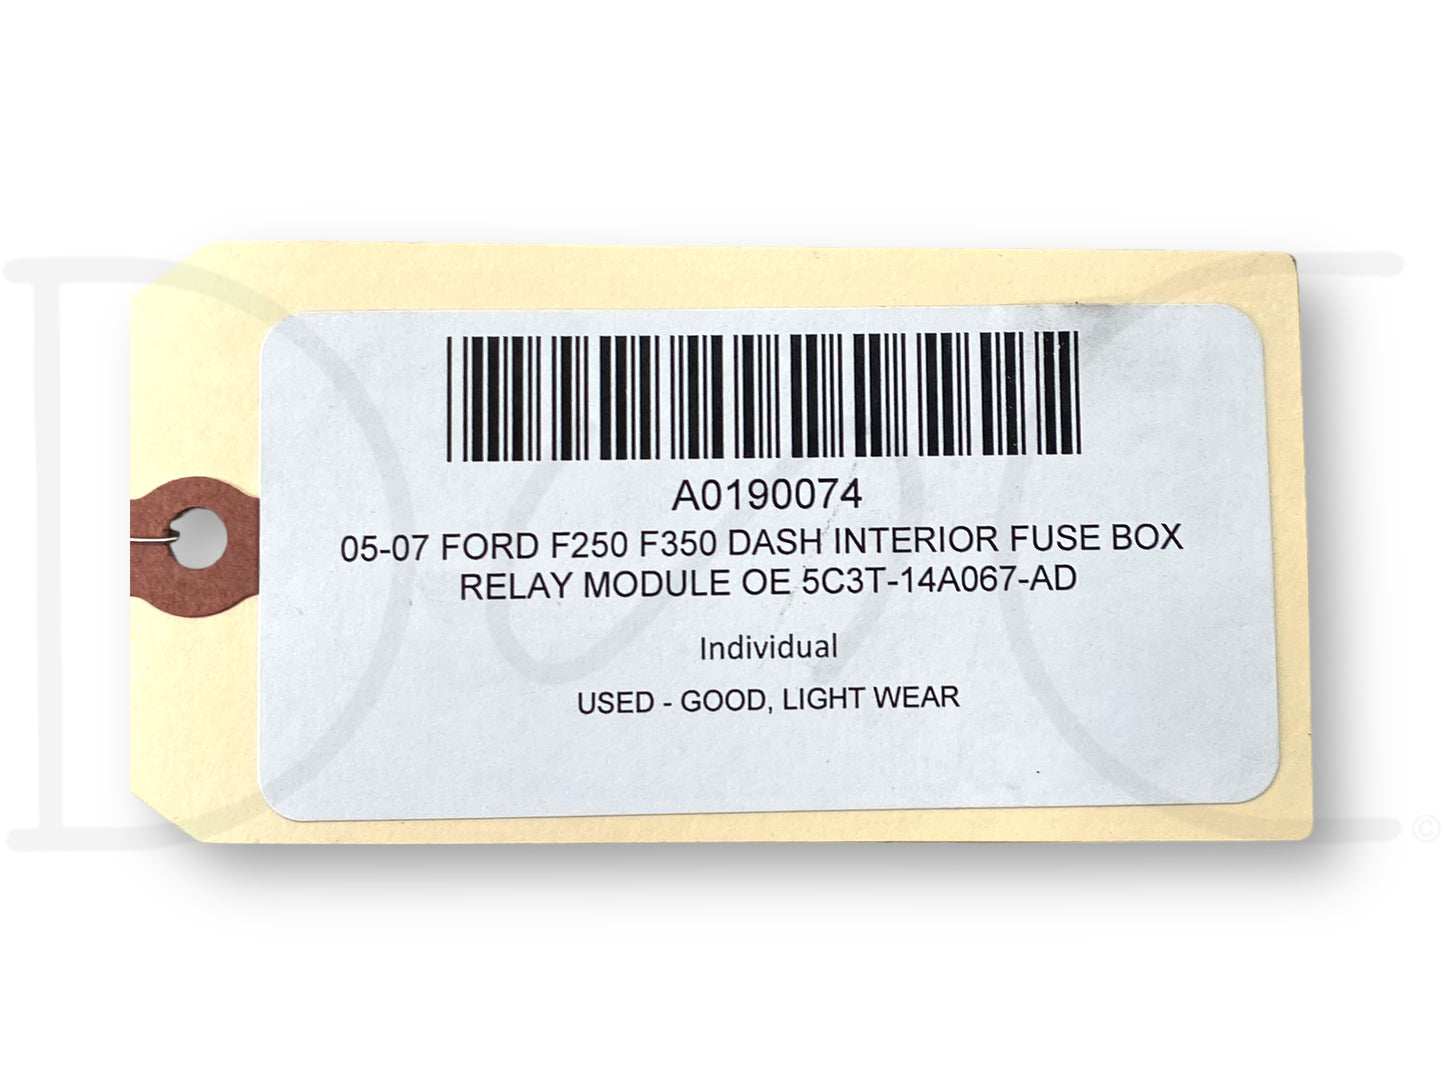 A0190074
05-07 FORD F250 F350 DASH INTERIOR FUSE BOX
RELAY MODULE OE 5C3T-14A067-AD
Individual
USED - GOOD, LIGHT WEAR
©